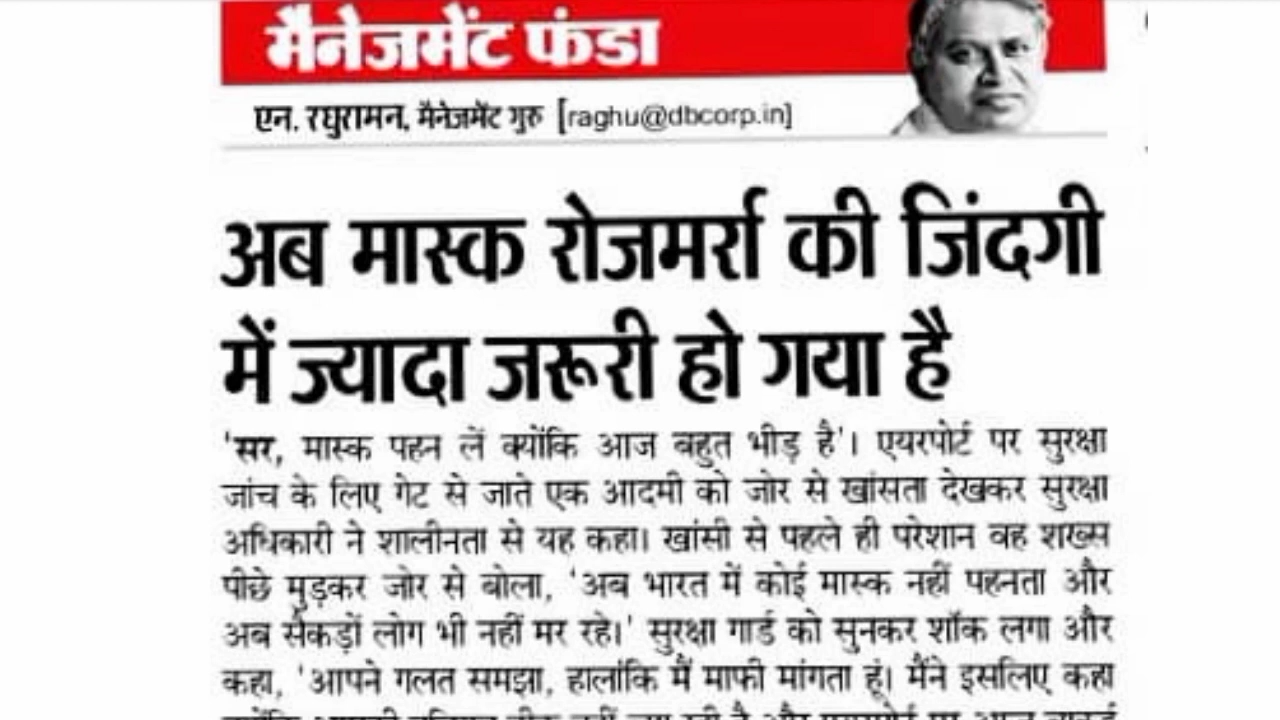 मैनेजमेंट फंडा
एन. रघुरामन, मैनेजमेंट गुरु [raghu@dbcorp.in]
अब मास्क रोजमर्रा की जिंदगी
में ज्यादा जरूरी हो गया है
'सर, मास्क पहन लें क्योंकि आज बहुत भीड़ है'। एयरपोर्ट पर सुरक्षा
जांच के लिए गेट से जाते एक आदमी को जोर से खांसता देखकर सुरक्षा
अधिकारी ने शालीनता से यह कहा। खांसी से पहले ही परेशान वह शख्स
पीछे मुड़कर जोर से बोला, 'अब भारत में कोई मास्क नहीं पहनता और
अब सैकड़ों लोग भी नहीं मर रहे।' सुरक्षा गार्ड को सुनकर शॉक लगा और
कहा, 'आपने गलत समझा, हालांकि मैं माफी मांगता हूं। मैंने इसलिए कहा